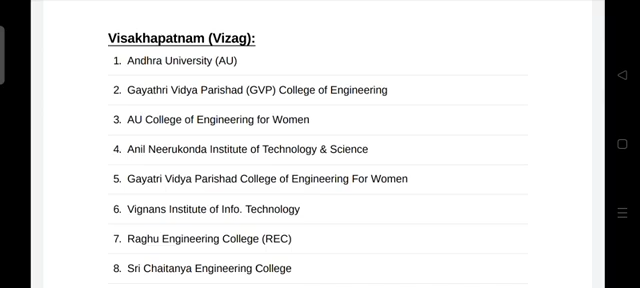 Visakhapatnam (Vizag):
1. Andhra University (AU)
2. Gayathri Vidya Parishad (GVP) College of Engineering
3. AU College of Engineering for Women
4. Anil Neerukonda Institute of Technology & Science
5. Gayatri Vidya Parishad College of Engineering For Women
6. Vignans Institute of Info. Technology
7. Raghu Engineering College (REC)
8. Sri Chaitanya Engineering College